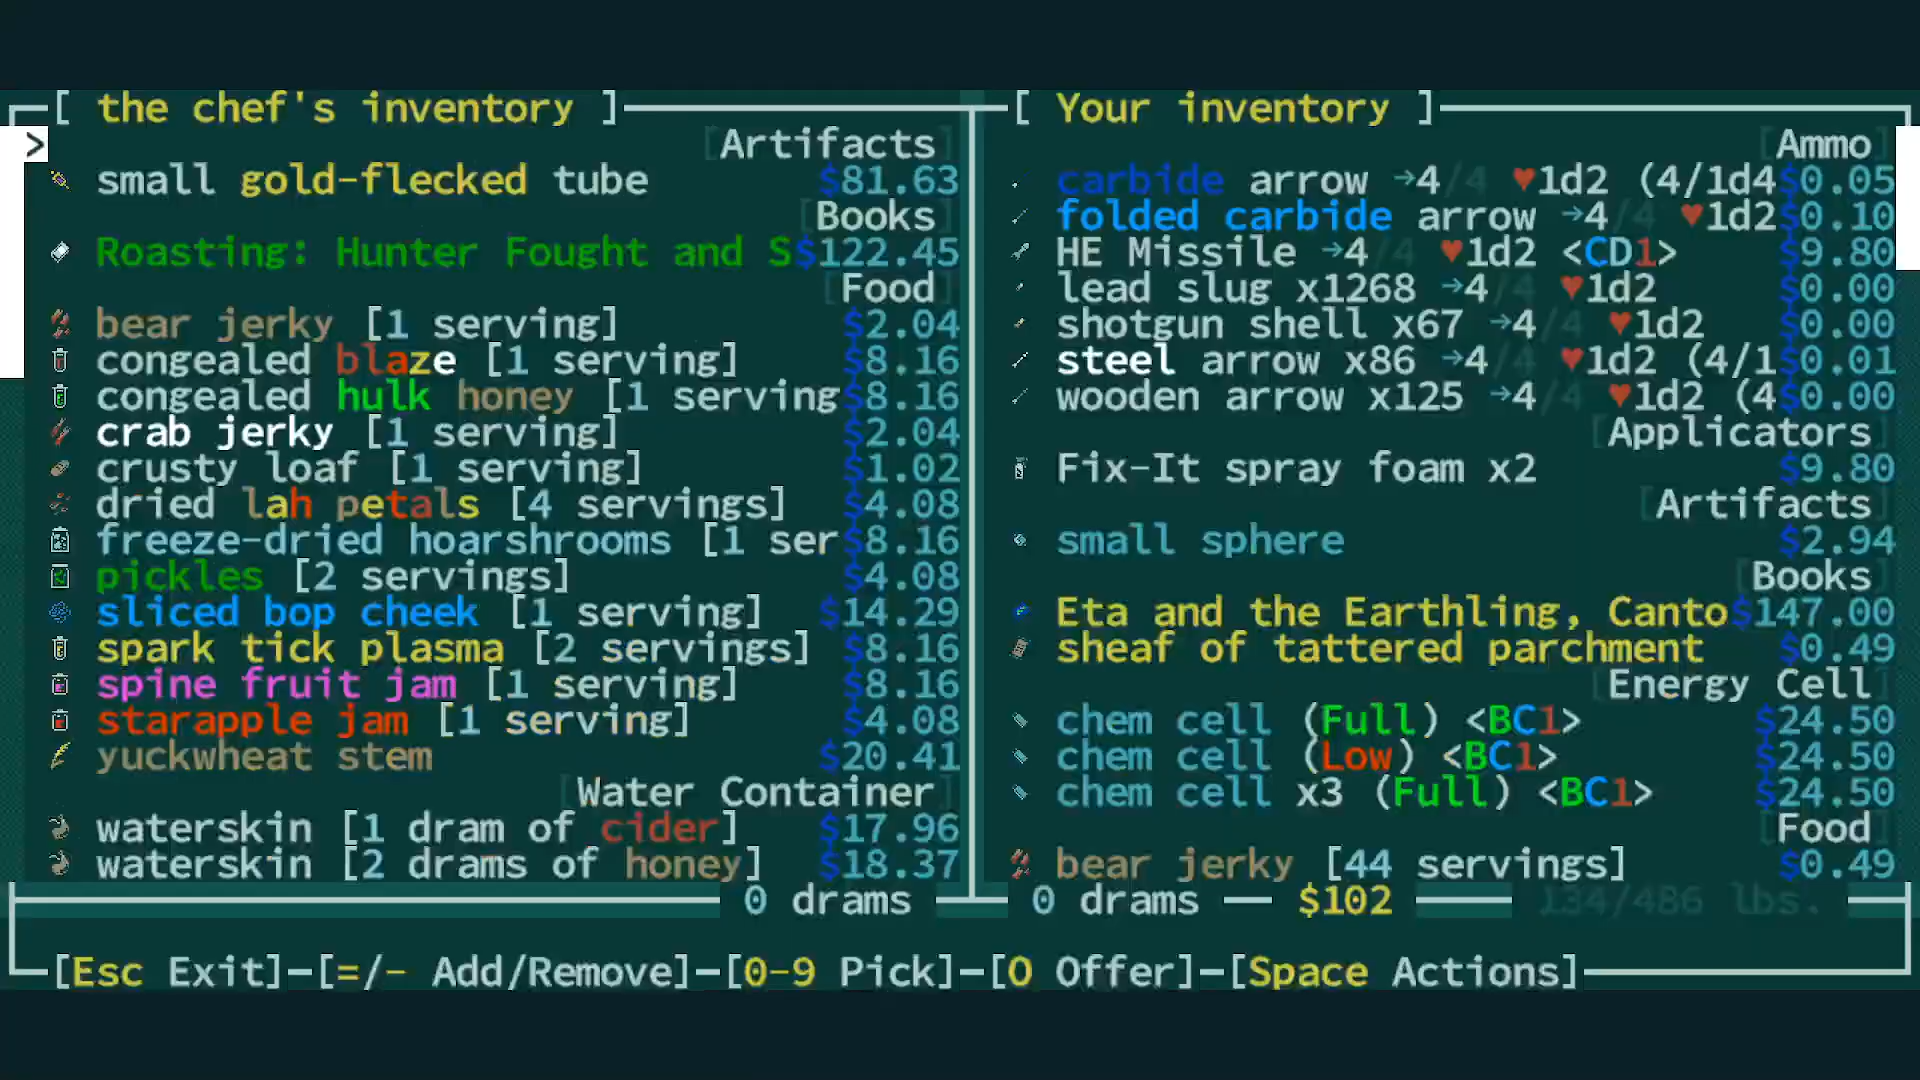 [ the chef's inventory ]
>
[Artifacts]
small gold-flecked tube $81.63
[Books]
Roasting: Hunter Fought and S$122.45
[Food]
bear jerky [1 serving] $2.04
congealed blaze [1 serving] $8.16
congealed hulk honey [1 serving $8.16
crab jerky [1 serving] $2.04
crusty loaf [1 serving] $1.02
dried lah petals [4 servings] $4.08
freeze-dried hoarshrooms [1 ser $8.16
pickles [2 servings] $4.08
sliced bop cheek [1 serving] $14.29
spark tick plasma [2 servings] $8.16
spine fruit jam [1 serving] $8.16
starapple jam [1 serving] $4.08
yuckwheat stem $20.41
[Water Container]
waterskin [1 dram of cider] $17.96
waterskin [2 drams of honey] $18.37
0 drams
[ Your inventory ]
[Ammo]
carbide arrow →4/4 ♥1d2 (4/1d4 $0.05
folded carbide arrow →4/4 ♥1d2 $0.10
HE Missile →4/4 ♥1d2 <CD1> $9.80
lead slug x1268 →4/4 ♥1d2 $0.00
shotgun shell x67 →4/4 ♥1d2 $0.00
steel arrow x86 →4/4 ♥1d2 (4/1 $0.01
wooden arrow x125 →4/4 ♥1d2 (4 $0.00
[Applicators]
Fix-It spray foam x2 $9.80
[Artifacts]
small sphere $2.94
[Books]
Eta and the Earthling, Canto $147.00
sheaf of tattered parchment $0.49
[Energy Cell]
chem cell (Full) <BC1> $24.50
chem cell (Low) <BC1> $24.50
chem cell x3 (Full) <BC1> $24.50
[Food]
bear jerky [44 servings] $0.49
0 drams — $102 134/486 lbs.
[Esc Exit]-[=/- Add/Remove]-[0-9 Pick]-[O Offer]-[Space Actions]